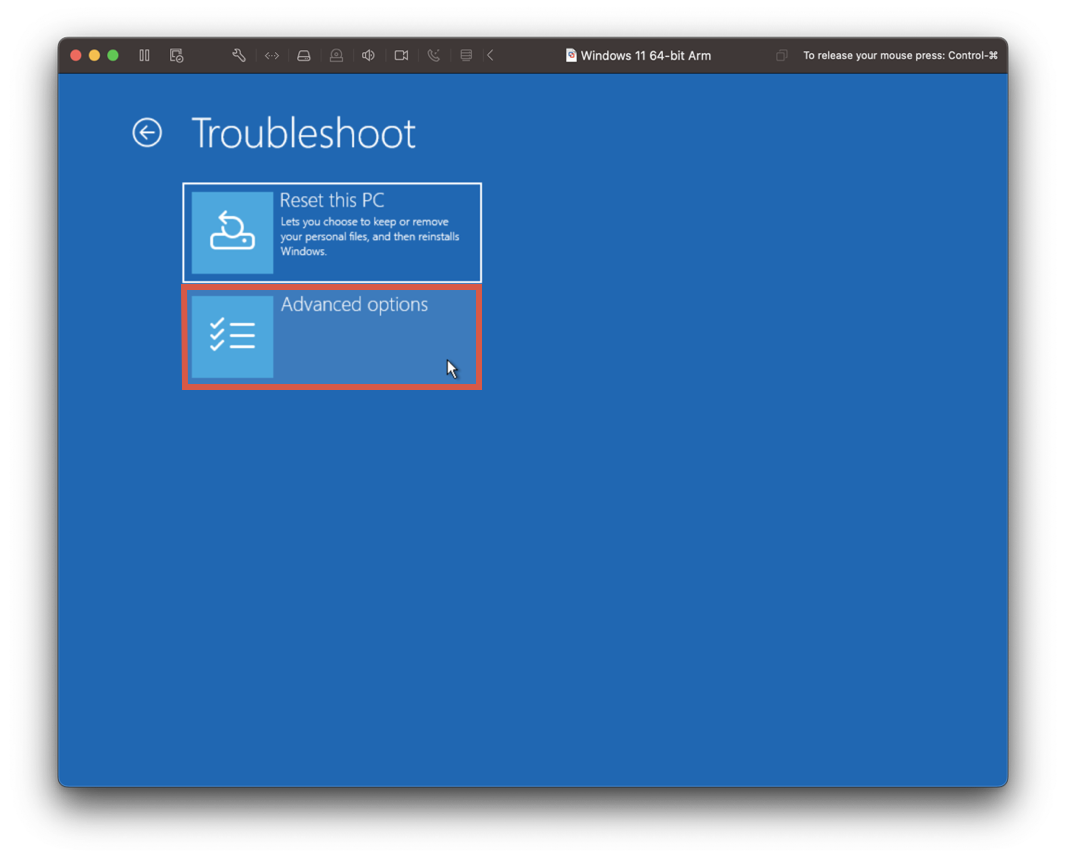 Windows 11 64-bit Arm
To release your mouse press: Control-⌘
Troubleshoot
Reset this PC
Lets you choose to keep or remove
your personal files, and then reinstalls
Windows.
Advanced options